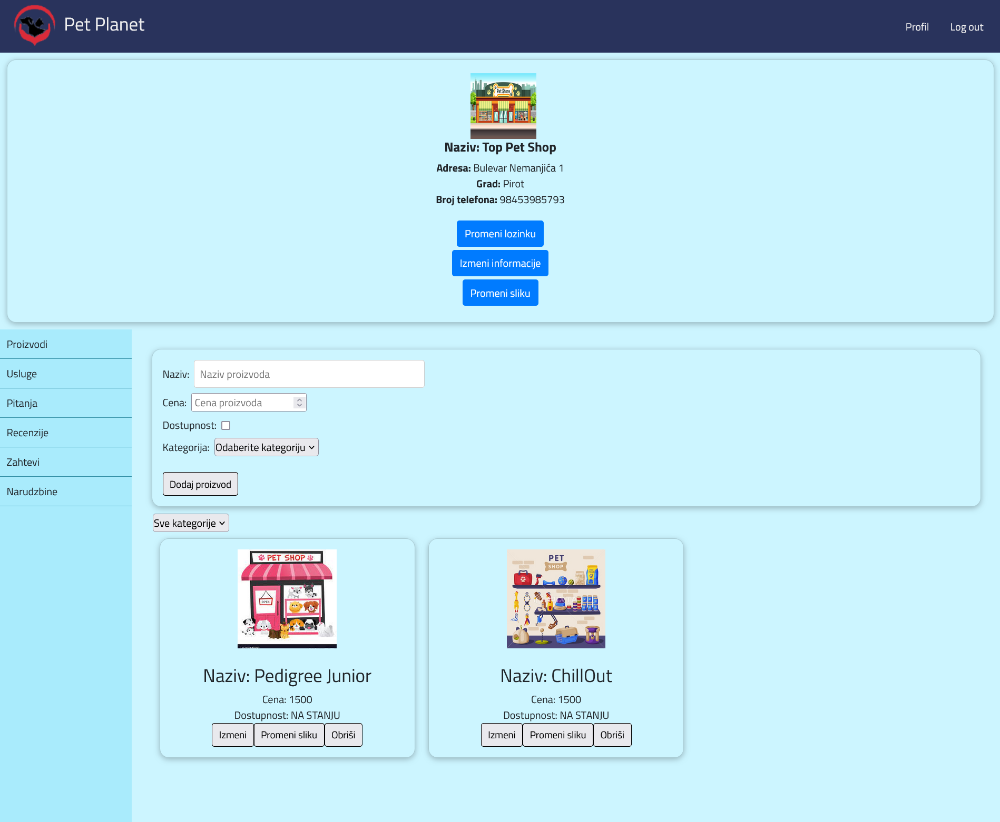 Pet Planet
Profil
Log out
Pet Store
Naziv: Top Pet Shop
Adresa: Bulevar Nemanjića 1
Grad: Pirot
Broj telefona: 98453985793
Promeni lozinku
Izmeni informacije
Promeni sliku
Proizvodi
Usluge
Pitanja
Recenzije
Zahtevi
Narudzbine
Naziv: Naziv proizvoda
Cena: Cena proizvoda
Dostupnost:
Kategorija: Odaberite kategoriju
Dodaj proizvod
Sve kategorije
PET SHOP
OPEN
Naziv: Pedigree Junior
Cena: 1500
Dostupnost: NA STANJU
Izmeni Promeni sliku Obriši
PET
SHOP
Naziv: ChillOut
Cena: 1500
Dostupnost: NA STANJU
Izmeni Promeni sliku Obriši